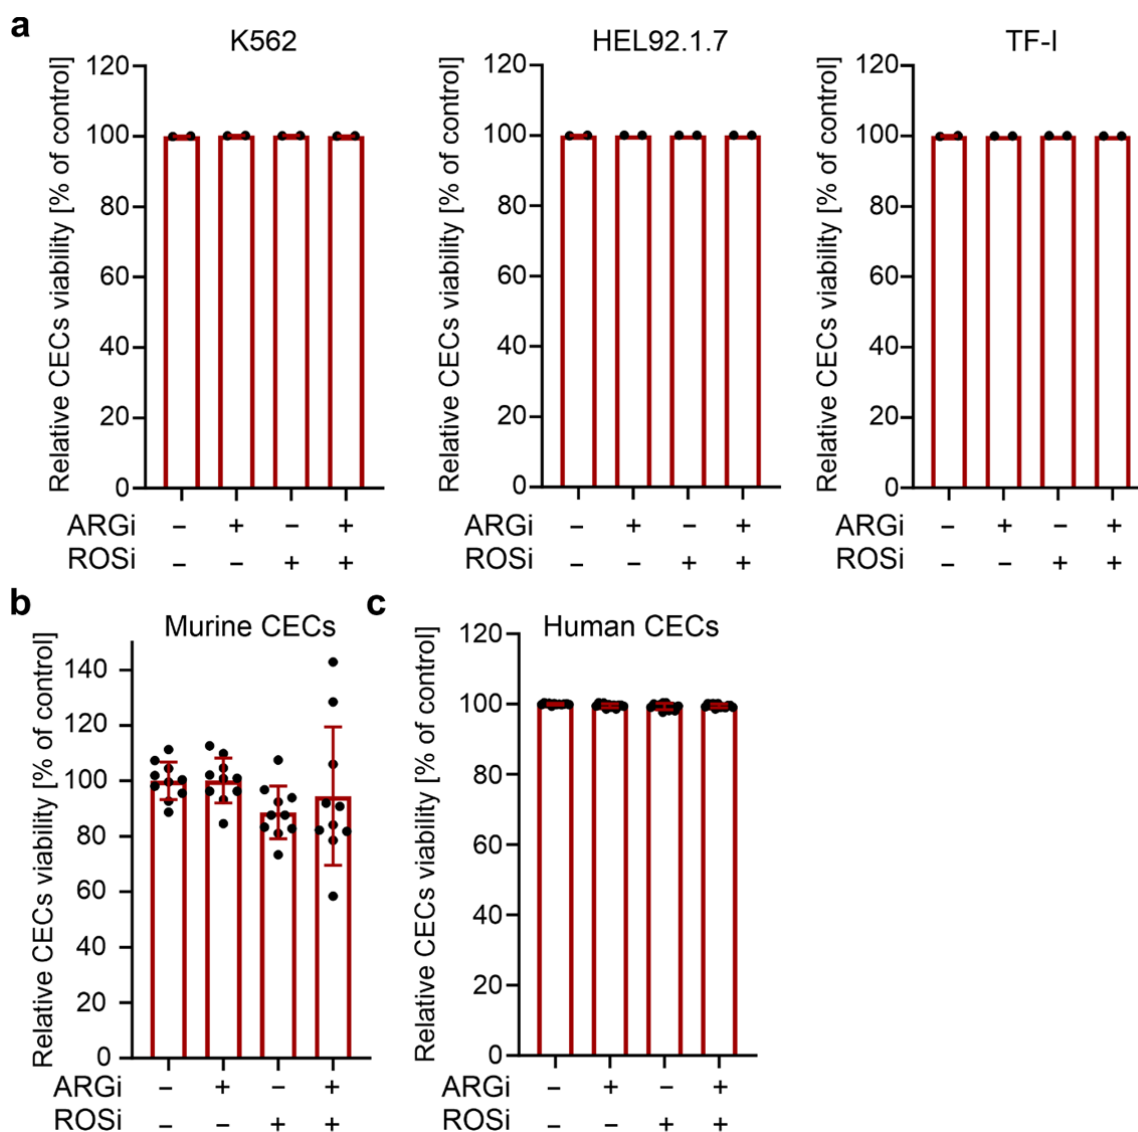 a
K562
HEL92.1.7
TF-I
Relative CECs viability [% of control]
120
100
80
60
40
20
0
Relative CECs viability [% of control]
120
100
80
60
40
20
0
Relative CECs viability [% of control]
120
100
80
60
40
20
0
ARGi – + – +
ROSi – – + +
ARGi – + – +
ROSi – – + +
ARGi – + – +
ROSi – – + +
b
Murine CECs
Relative CECs viability [% of control]
140
120
100
80
60
40
20
0
ARGi – + – +
ROSi – – + +
c
Human CECs
Relative CECs viability [% of control]
120
100
80
60
40
20
0
ARGi – + – +
ROSi – – + +